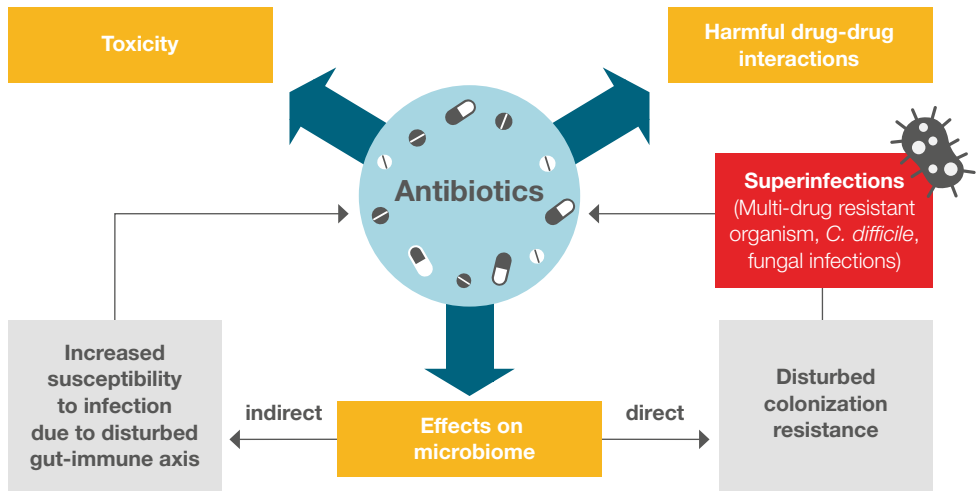 Toxicity
Harmful drug-drug
interactions
Antibiotics
Superinfections
(Multi-drug resistant
organism, C. difficile,
fungal infections)
Increased
susceptibility
to infection
due to disturbed
gut-immune axis
indirect
Effects on
microbiome
direct
Disturbed
colonization
resistance